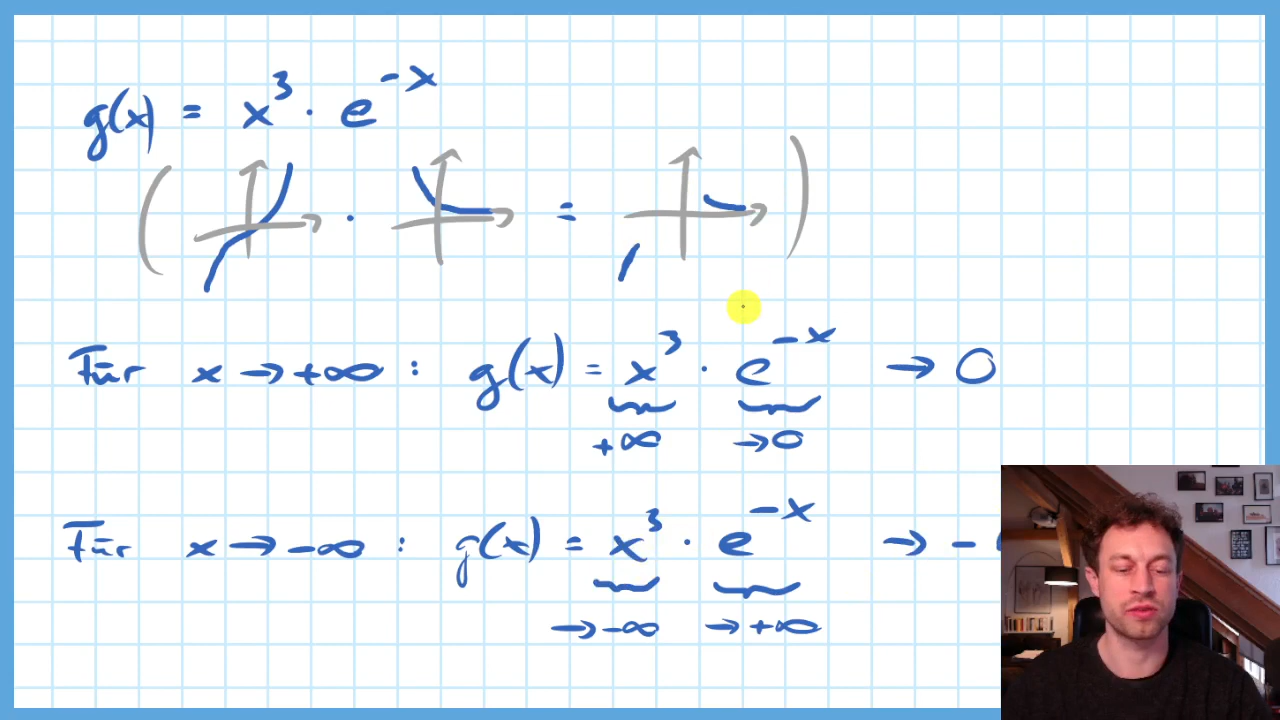 g(x) = x³ · e⁻ˣ
( · = )
Für x → +∞ : g(x) = x³ · e⁻ˣ → 0
+∞ → 0
Für x → -∞ : g(x) = x³ · e⁻ˣ → -
→ -∞ → +∞